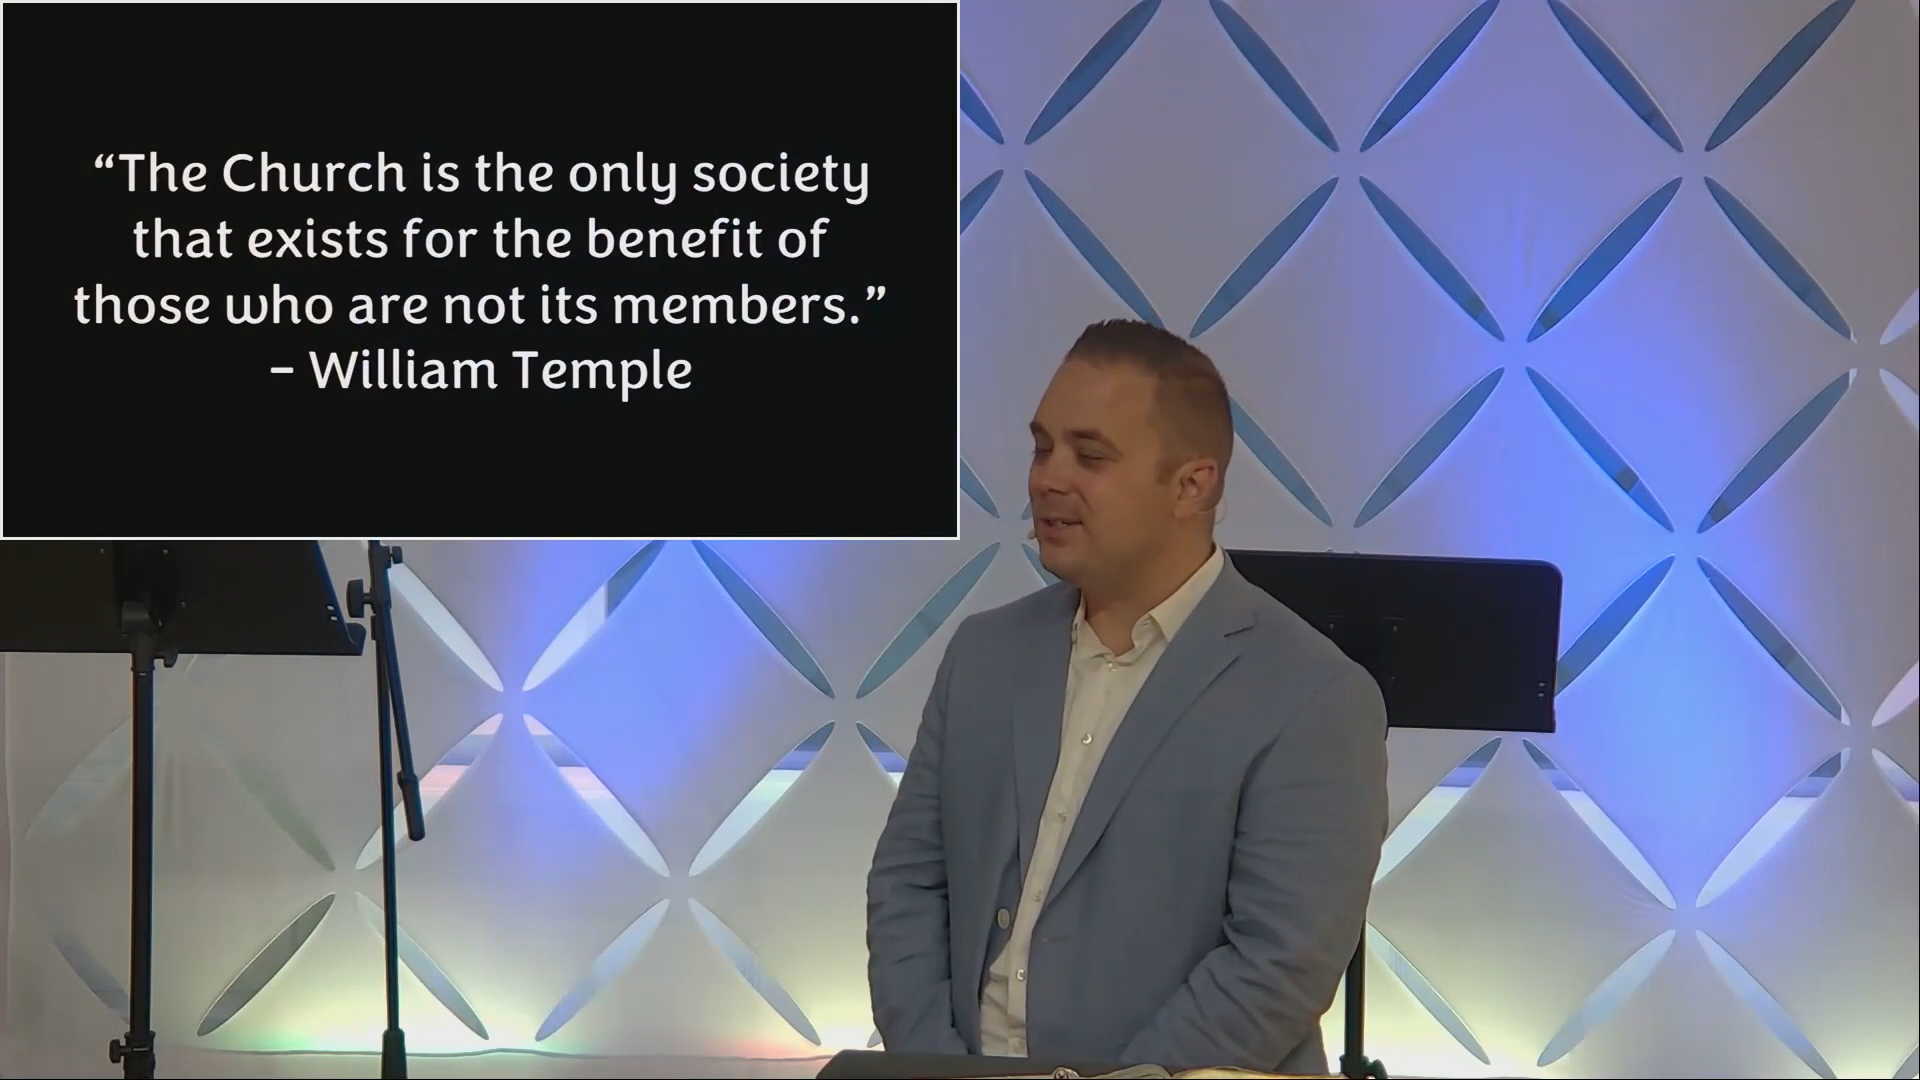 “The Church is the only society
that exists for the benefit of
those who are not its members.”
– William Temple